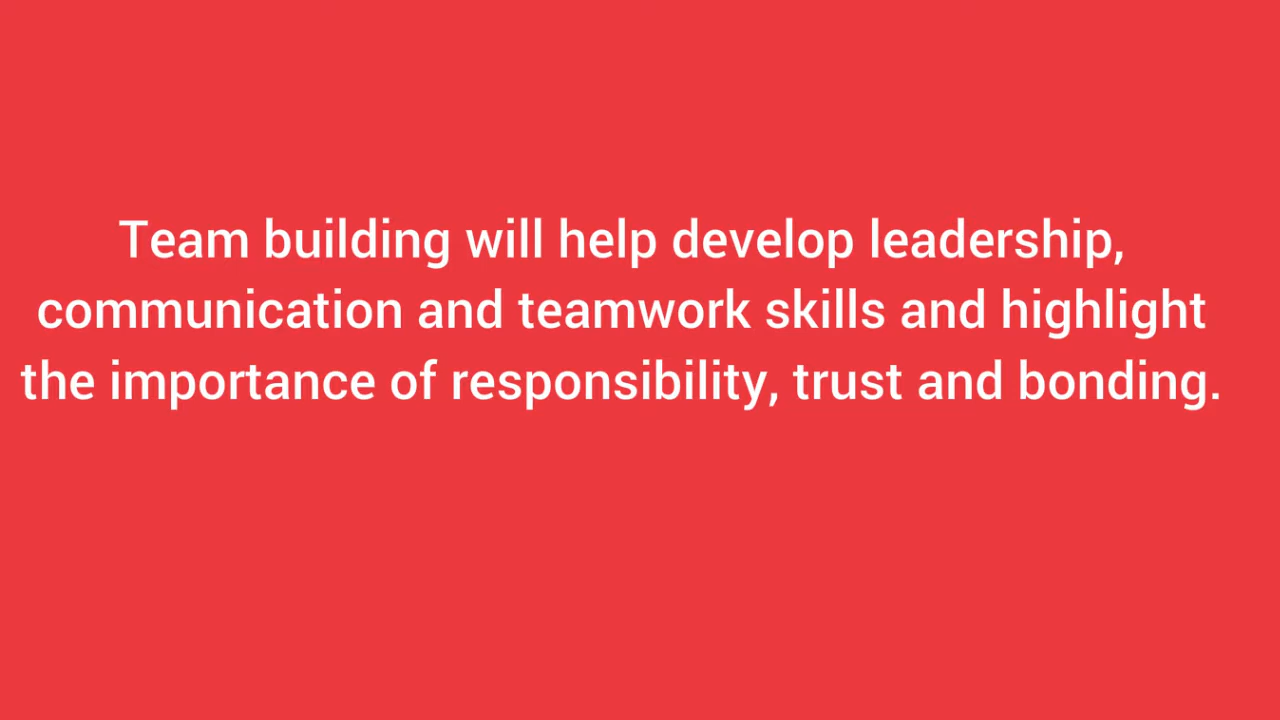 Team building will help develop leadership,
communication and teamwork skills and highlight
the importance of responsibility, trust and bonding.